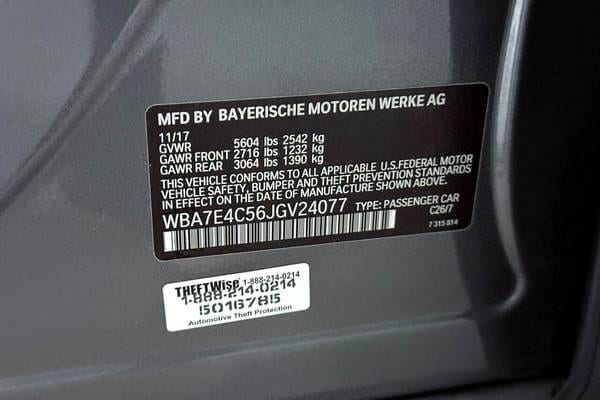 MFD BY BAYERISCHE MOTOREN WERKE AG
11/17
GVWR 5604 lbs 2542 kg
GAWR FRONT 2716 lbs 1232 kg
GAWR REAR 3064 lbs 1390 kg
THIS VEHICLE CONFORMS TO ALL APPLICABLE U.S.FEDERAL MOTOR
VEHICLE SAFETY, BUMPER, AND THEFT PREVENTION STANDARDS
IN EFFECT ON THE DATE OF MANUFACTURE SHOWN ABOVE.
WBA7E4C56JGV24077 TYPE: PASSENGER CAR
C26/7
7 315 814
THEFTWise 1-888-214-0214
1-888-214-0214
5016785
Automotive Theft Protection